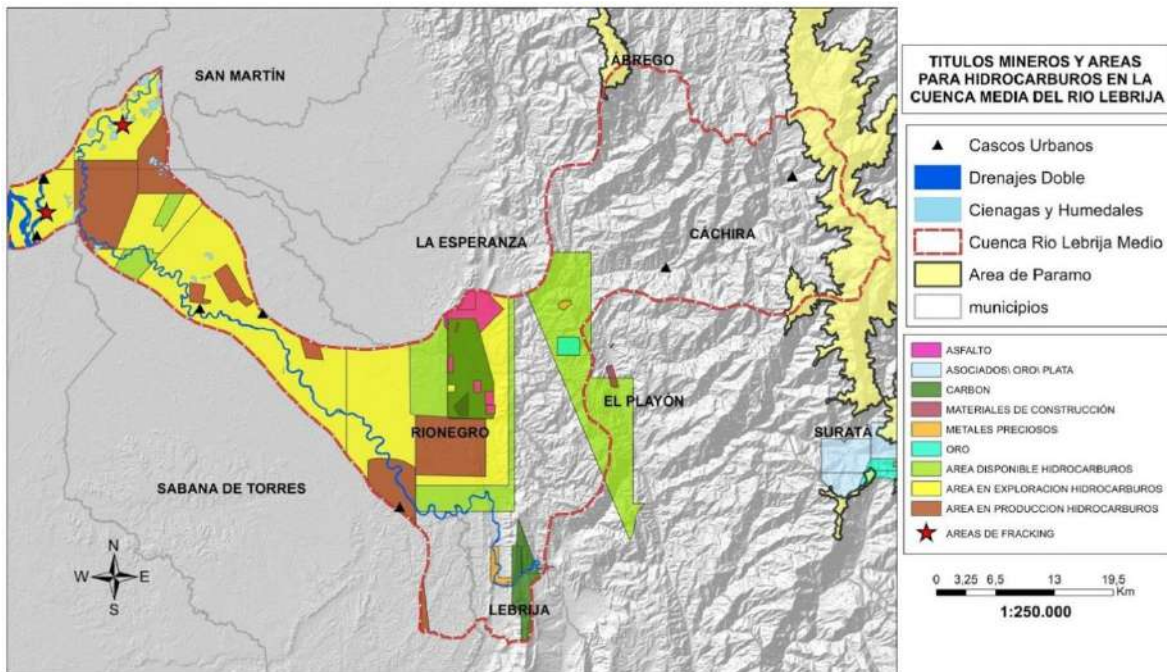 SAN MARTÍN
ÁBREGO
LA ESPERANZA
CÁCHIRA
EL PLAYÓN
RIONEGRO
SURATÁ
SABANA DE TORRES
LEBRIJA
N
W E
S
TITULOS MINEROS Y AREAS
PARA HIDROCARBUROS EN LA
CUENCA MEDIA DEL RIO LEBRIJA
Cascos Urbanos
Drenajes Doble
Cienagas y Humedales
Cuenca Rio Lebrija Medio
Area de Paramo
municipios
ASFALTO
ASOCIADOS\ ORO\ PLATA
CARBON
MATERIALES DE CONSTRUCCIÓN
METALES PRECIOSOS
ORO
AREA DISPONIBLE HIDROCARBUROS
AREA EN EXPLORACION HIDROCARBUROS
AREA EN PRODUCCION HIDROCARBUROS
AREAS DE FRACKING
0 3,25 6,5 13 19,5
Km
1:250.000